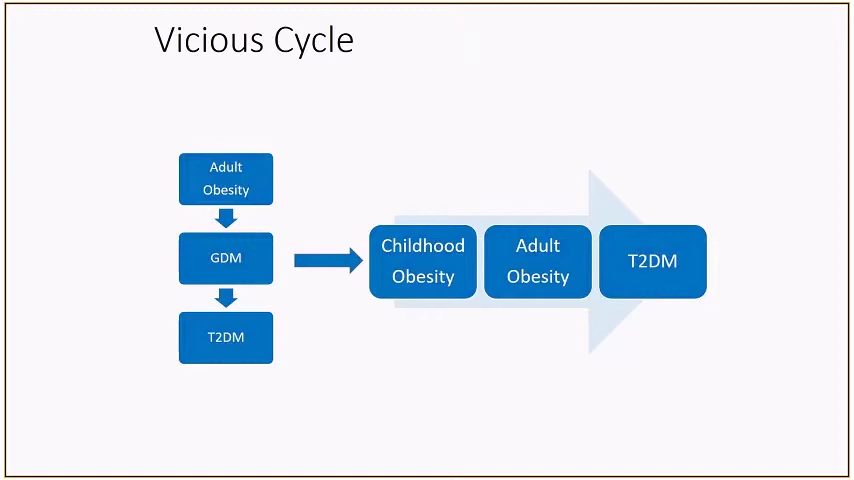 Vicious Cycle
Adult
Obesity
GDM
T2DM
Childhood
Obesity
Adult
Obesity
T2DM